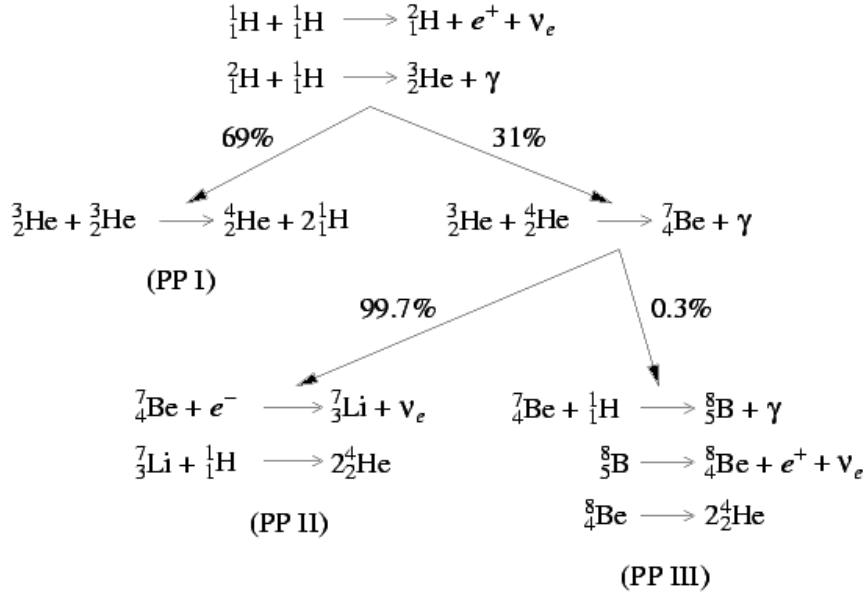 ¹₁H + ¹₁H ⟶ ²₁H + e⁺ + νₑ
²₁H + ¹₁H ⟶ ³₂He + γ
69% 31%
³₂He + ³₂He ⟶ ⁴₂He + 2¹₁H ³₂He + ⁴₂He ⟶ ⁷₄Be + γ
(PP I)
99.7% 0.3%
⁷₄Be + e⁻ ⟶ ⁷₃Li + νₑ ⁷₄Be + ¹₁H ⟶ ⁸₅B + γ
⁷₃Li + ¹₁H ⟶ 2⁴₂He ⁸₅B ⟶ ⁸₄Be + e⁺ + νₑ
⁸₄Be ⟶ 2⁴₂He
(PP II)
(PP III)